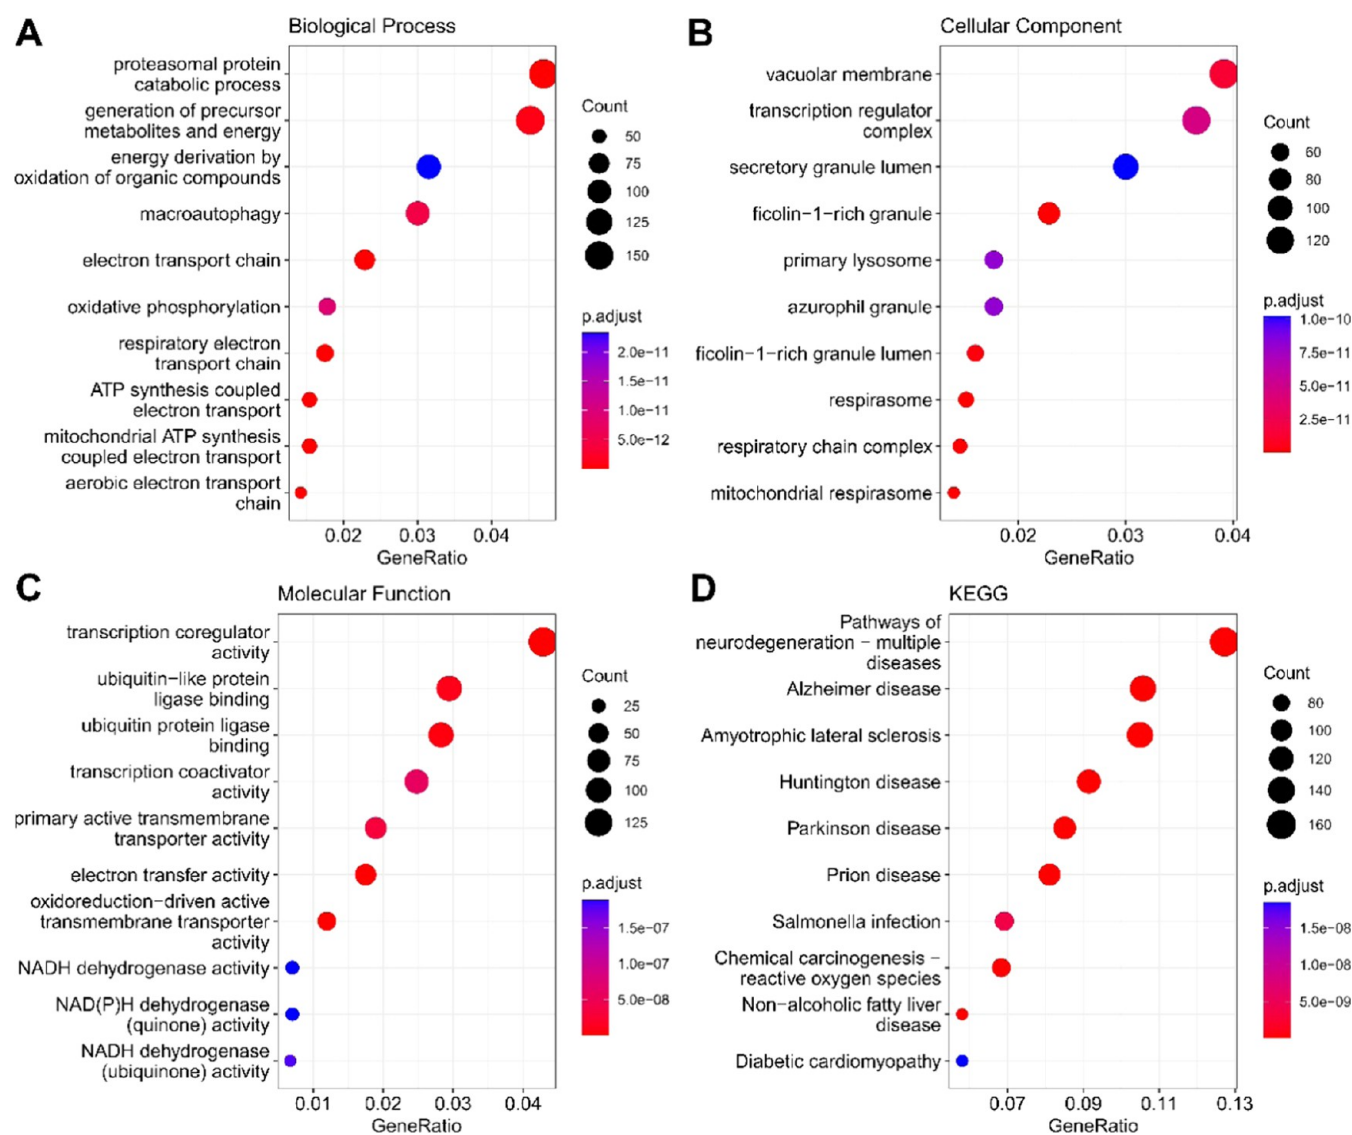 A
Biological Process
proteasomal protein
catabolic process
generation of precursor
metabolites and energy
energy derivation by
oxidation of organic compounds
macroautophagy
electron transport chain
oxidative phosphorylation
respiratory electron
transport chain
ATP synthesis coupled
electron transport
mitochondrial ATP synthesis
coupled electron transport
aerobic electron transport
chain
0.02 0.03 0.04
GeneRatio
Count
50
75
100
125
150
p.adjust
2.0e−11
1.5e−11
1.0e−11
5.0e−12
B
Cellular Component
vacuolar membrane
transcription regulator
complex
secretory granule lumen
ficolin−1−rich granule
primary lysosome
azurophil granule
ficolin−1−rich granule lumen
respirasome
respiratory chain complex
mitochondrial respirasome
0.02 0.03 0.04
GeneRatio
Count
60
80
100
120
p.adjust
1.0e−10
7.5e−11
5.0e−11
2.5e−11
C
Molecular Function
transcription coregulator
activity
ubiquitin−like protein
ligase binding
ubiquitin protein ligase
binding
transcription coactivator
activity
primary active transmembrane
transporter activity
electron transfer activity
oxidoreduction−driven active
transmembrane transporter
activity
NADH dehydrogenase activity
NAD(P)H dehydrogenase
(quinone) activity
NADH dehydrogenase
(ubiquinone) activity
0.01 0.02 0.03 0.04
GeneRatio
Count
25
50
75
100
125
p.adjust
1.5e−07
1.0e−07
5.0e−08
D
KEGG
Pathways of
neurodegeneration − multiple
diseases
Alzheimer disease
Amyotrophic lateral sclerosis
Huntington disease
Parkinson disease
Prion disease
Salmonella infection
Chemical carcinogenesis −
reactive oxygen species
Non−alcoholic fatty liver
disease
Diabetic cardiomyopathy
0.07 0.09 0.11 0.13
GeneRatio
Count
80
100
120
140
160
p.adjust
1.5e−08
1.0e−08
5.0e−09